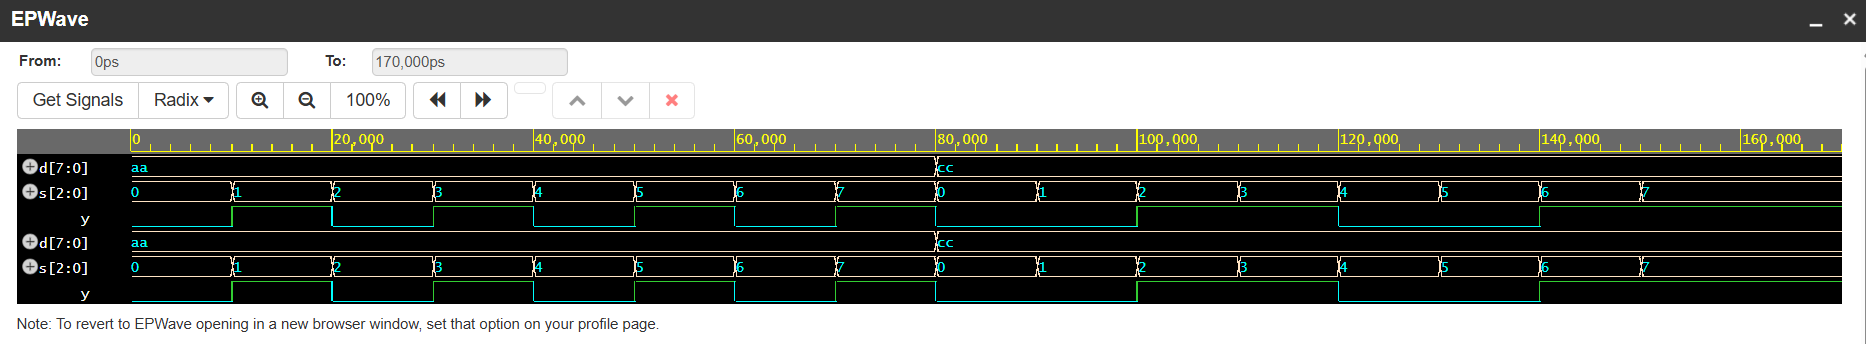 EPWave
From: 0ps To: 170,000ps
Get Signals Radix 100%
0 20,000 40,000 60,000 80,000 100,000 120,000 140,000 160,000
d[7:0] aa cc
s[2:0] 0 1 2 3 4 5 6 7 0 1 2 3 4 5 6 7
y
d[7:0] aa cc
s[2:0] 0 1 2 3 4 5 6 7 0 1 2 3 4 5 6 7
y
Note: To revert to EPWave opening in a new browser window, set that option on your profile page.